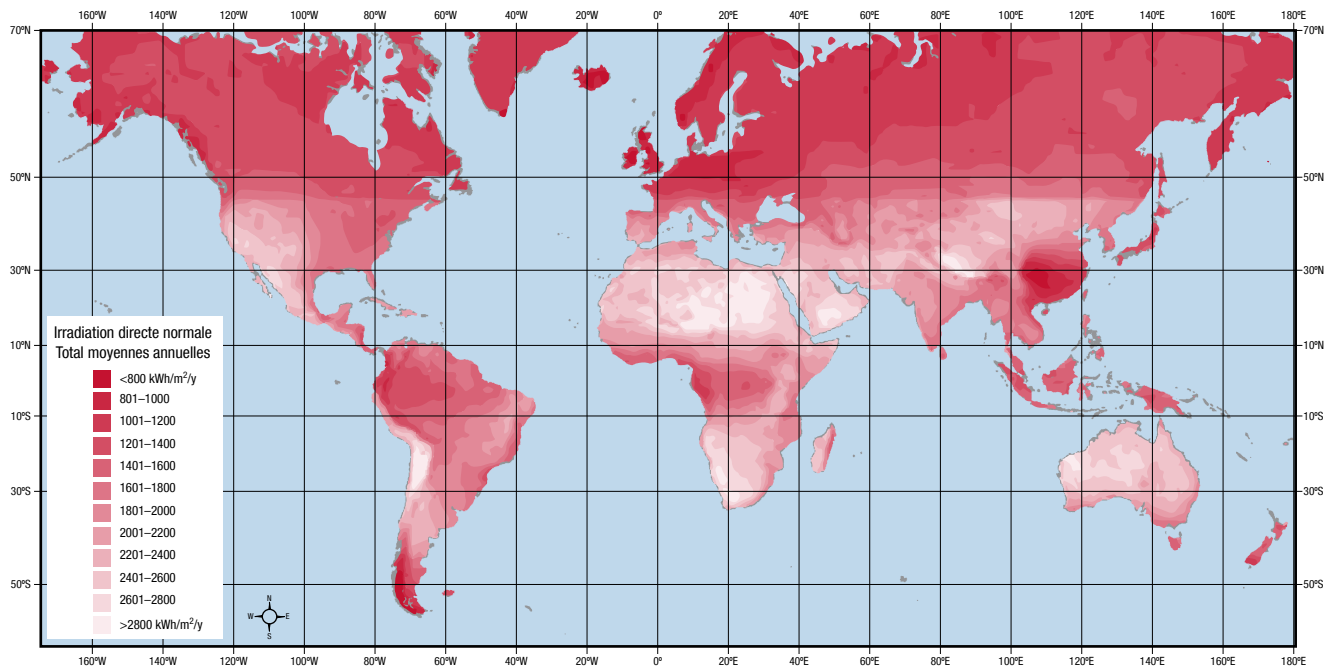 160ºW 140ºW 120ºW 100ºW 80ºW 60ºW 40ºW 20ºW 0º 20ºE 40ºE 60ºE 80ºE 100ºE 120ºE 140ºE 160ºE 180ºE
70ºN 70ºN
50ºN 50ºN
30ºN 30ºN
10ºN 10ºN
10ºS 10ºS
30ºS 30ºS
50ºS 50ºS
Irradiation directe normale
Total moyennes annuelles
<800 kWh/m²/y
801–1000
1001–1200
1201–1400
1401–1600
1601–1800
1801–2000
2001–2200
2201–2400
2401–2600
2601–2800
>2800 kWh/m²/y
N
W E
S
160ºW 140ºW 120ºW 100ºW 80ºW 60ºW 40ºW 20ºW 0º 20ºE 40ºE 60ºE 80ºE 100ºE 120ºE 140ºE 160ºE 180ºE